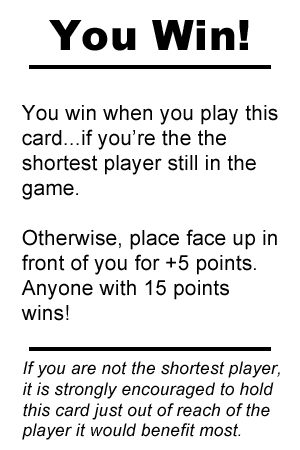 You Win!
You win when you play this
card...if you're the the
shortest player still in the
game.
Otherwise, place face up in
front of you for +5 points.
Anyone with 15 points
wins!
If you are not the shortest player,
it is strongly encouraged to hold
this card just out of reach of the
player it would benefit most.